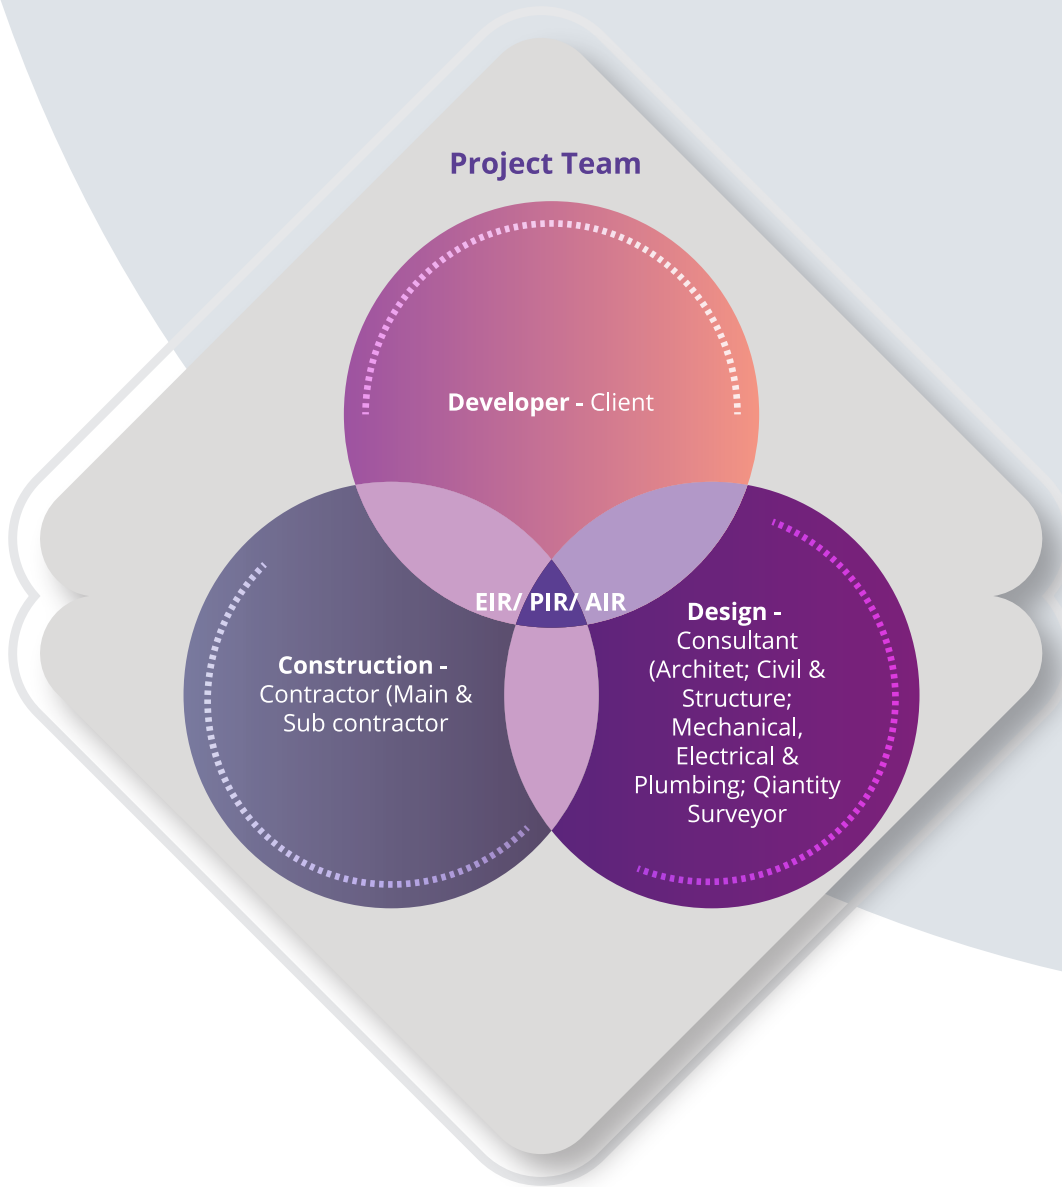 Project Team
Developer - Client
EIR/ PIR/ AIR
Construction -
Contractor (Main &
Sub contractor
Design -
Consultant
(Architet; Civil &
Structure;
Mechanical,
Electrical &
Plumbing; Qiantity
Surveyor